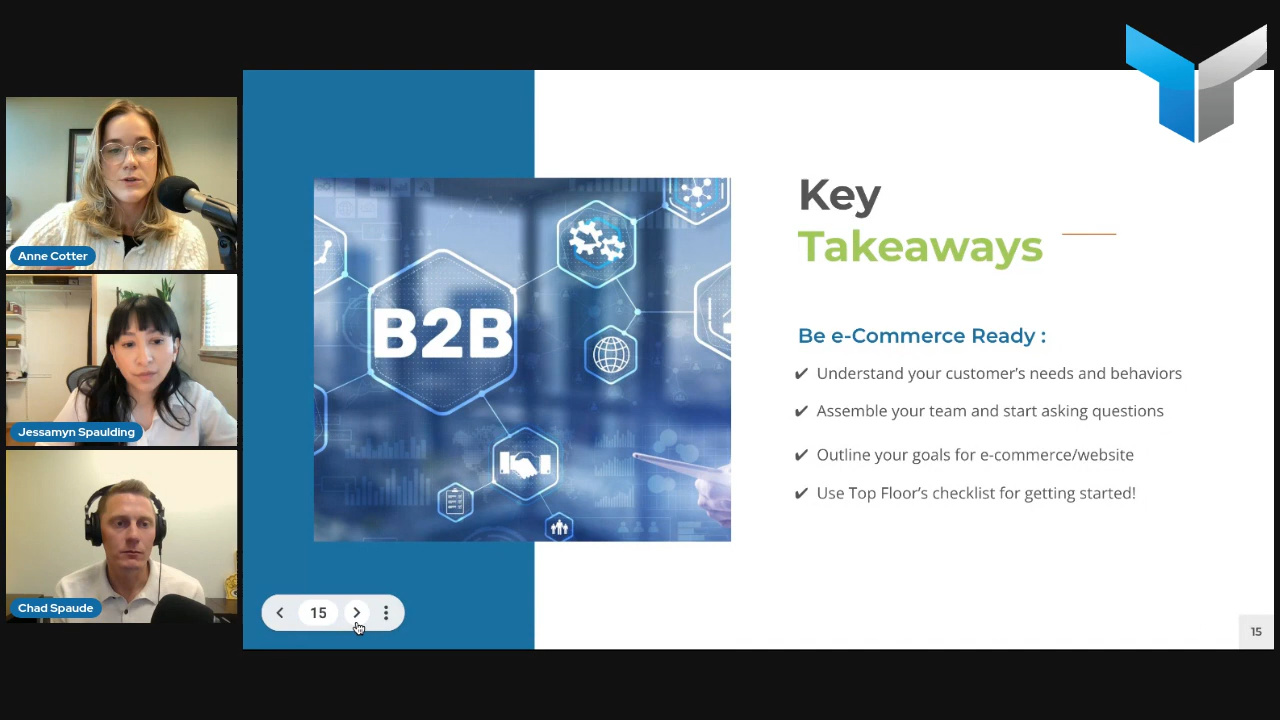 Anne Cotter
Jessamyn Spaulding
Chad Spaude
B2B
Key
Takeaways
Be e-Commerce Ready :
✔ Understand your customer's needs and behaviors
✔ Assemble your team and start asking questions
✔ Outline your goals for e-commerce/website
✔ Use Top Floor's checklist for getting started!
15
15